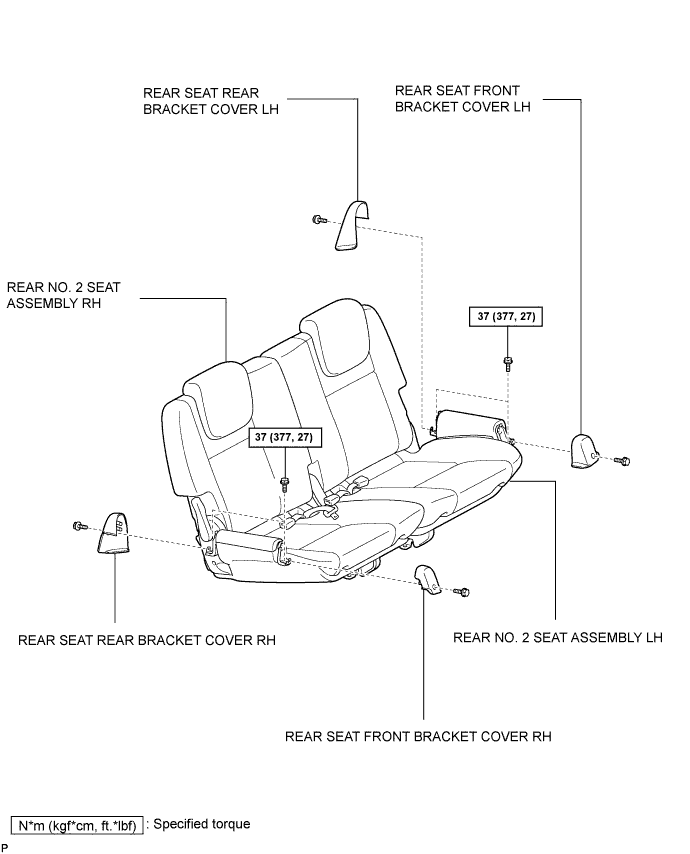 REAR SEAT REAR
BRACKET COVER LH
REAR SEAT FRONT
BRACKET COVER LH
REAR NO. 2 SEAT
ASSEMBLY RH
37 (377, 27)
37 (377, 27)
REAR SEAT REAR BRACKET COVER RH
REAR NO. 2 SEAT ASSEMBLY LH
REAR SEAT FRONT BRACKET COVER RH
N*m (kgf*cm, ft.*lbf) : Specified torque
P